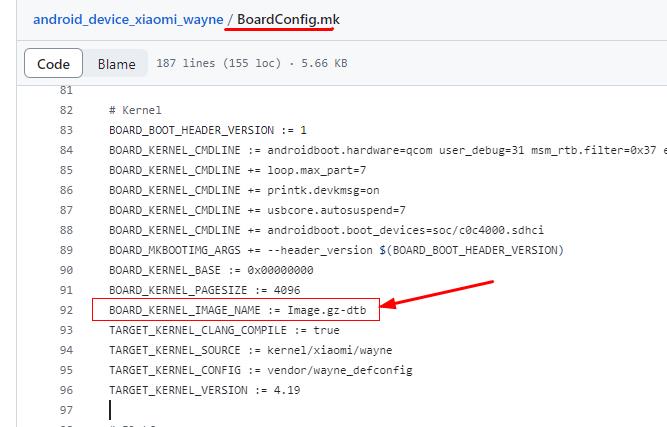 android_device_xiaomi_wayne / BoardConfig.mk
Code Blame 187 lines (155 loc) · 5.66 KB
81
82 # Kernel
83 BOARD_BOOT_HEADER_VERSION := 1
84 BOARD_KERNEL_CMDLINE := androidboot.hardware=qcom user_debug=31 msm_rtb.filter=0x37 e
85 BOARD_KERNEL_CMDLINE += loop.max_part=7
86 BOARD_KERNEL_CMDLINE += printk.devkmsg=on
87 BOARD_KERNEL_CMDLINE += usbcore.autosuspend=7
88 BOARD_KERNEL_CMDLINE += androidboot.boot_devices=soc/c0c4000.sdhci
89 BOARD_MKBOOTIMG_ARGS += --header_version $(BOARD_BOOT_HEADER_VERSION)
90 BOARD_KERNEL_BASE := 0x00000000
91 BOARD_KERNEL_PAGESIZE := 4096
92 BOARD_KERNEL_IMAGE_NAME := Image.gz-dtb
93 TARGET_KERNEL_CLANG_COMPILE := true
94 TARGET_KERNEL_SOURCE := kernel/xiaomi/wayne
95 TARGET_KERNEL_CONFIG := vendor/wayne_defconfig
96 TARGET_KERNEL_VERSION := 4.19
97